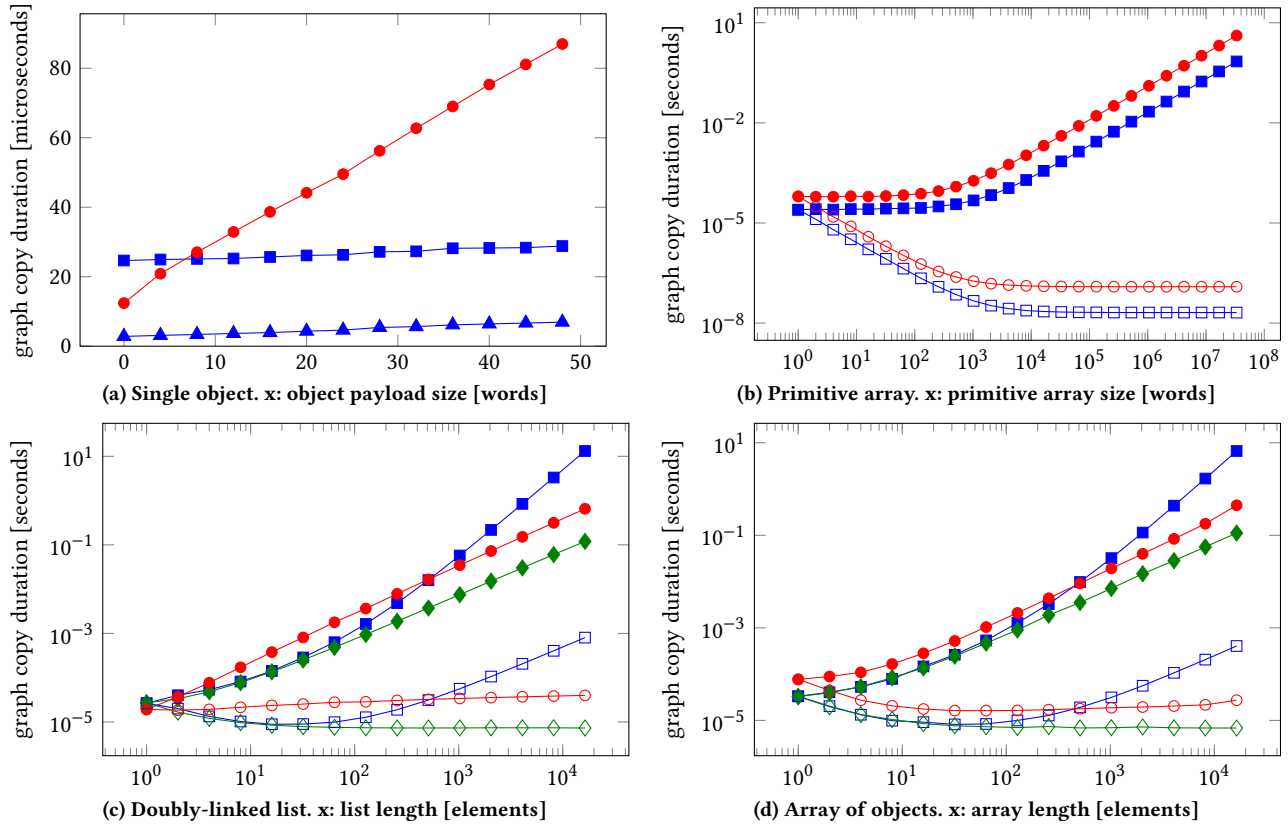 graph copy duration [microseconds]
80
60
40
20
0
0 10 20 30 40 50
(a) Single object. x: object payload size [words]
graph copy duration [seconds]
10^1
10^−2
10^−5
10^−8
10^0 10^1 10^2 10^3 10^4 10^5 10^6 10^7 10^8
(b) Primitive array. x: primitive array size [words]
graph copy duration [seconds]
10^1
10^−1
10^−3
10^−5
10^0 10^1 10^2 10^3 10^4
(c) Doubly-linked list. x: list length [elements]
graph copy duration [seconds]
10^1
10^−1
10^−3
10^−5
10^0 10^1 10^2 10^3 10^4
(d) Array of objects. x: array length [elements]